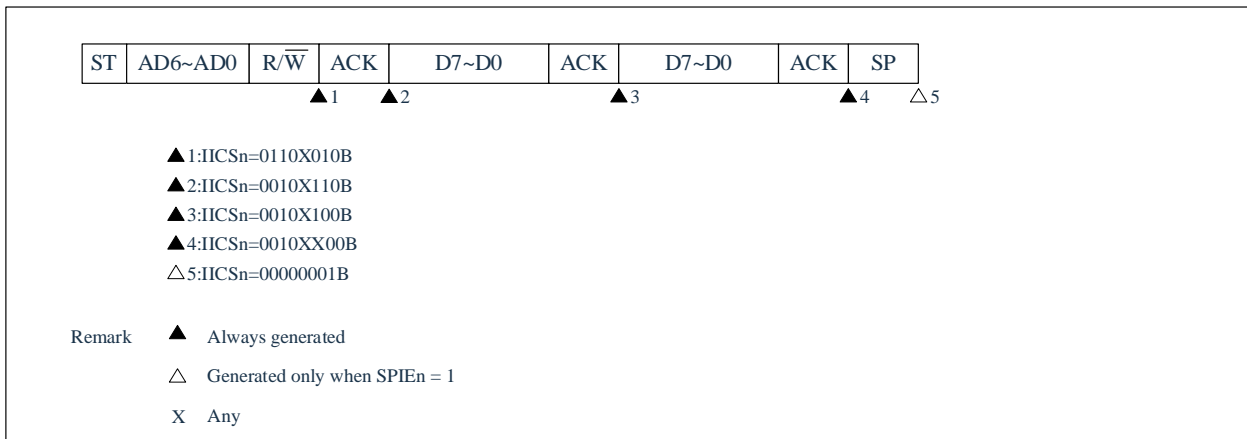 ST AD6~AD0 R/W̅ ACK D7~D0 ACK D7~D0 ACK SP
▲1 ▲2 ▲3 ▲4 △5
▲1:IICSn=0110X010B
▲2:IICSn=0010X110B
▲3:IICSn=0010X100B
▲4:IICSn=0010XX00B
△5:IICSn=00000001B
Remark ▲ Always generated
△ Generated only when SPIEn = 1
X Any